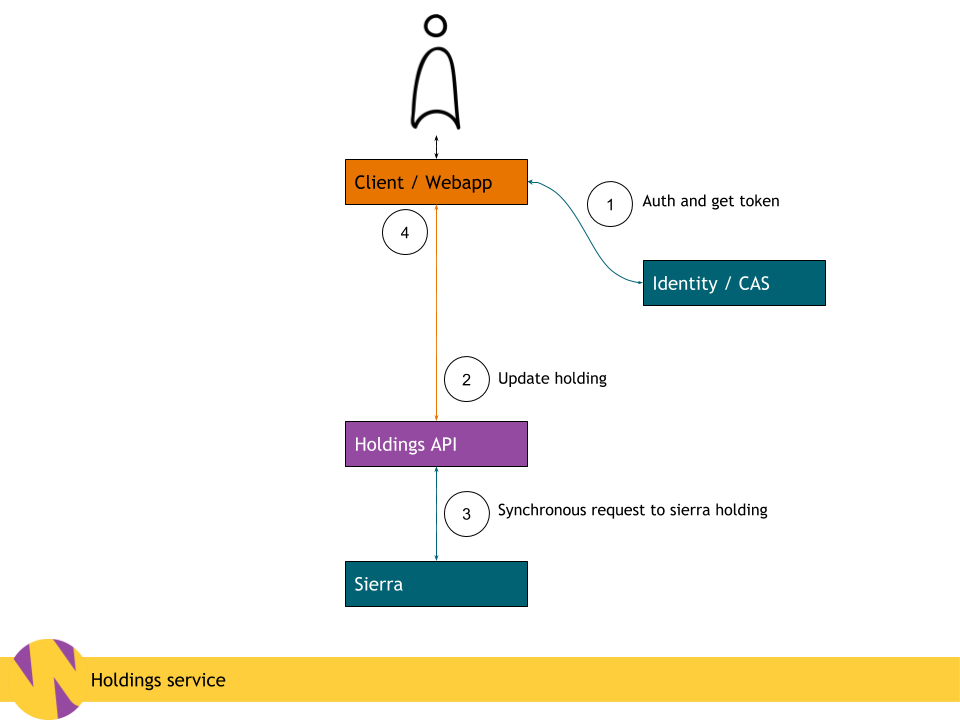 Client / Webapp
1
Auth and get token
4
Identity / CAS
2
Update holding
Holdings API
3
Synchronous request to sierra holding
Sierra
Holdings service